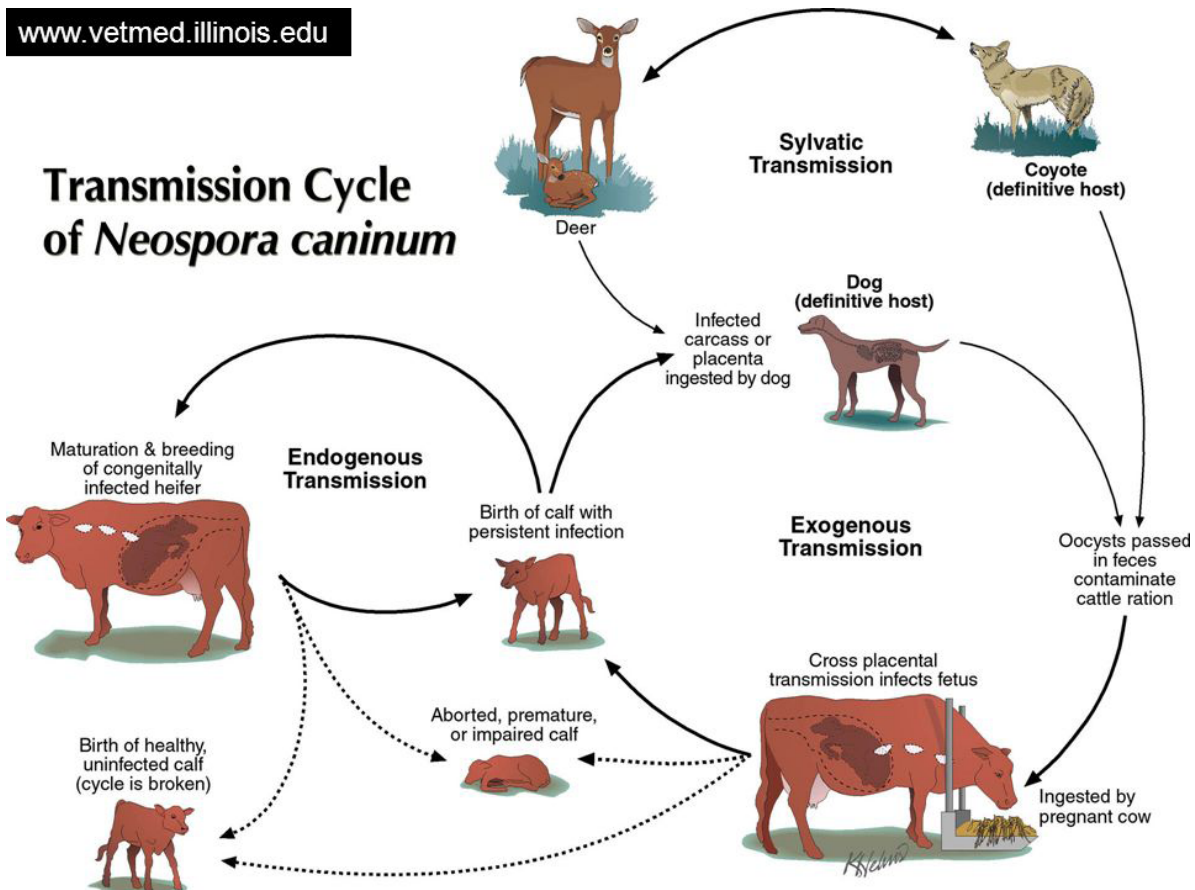 www.vetmed.illinois.edu
Transmission Cycle
of Neospora caninum
Deer
Sylvatic
Transmission
Coyote
(definitive host)
Dog
(definitive host)
Infected
carcass or
placenta
ingested by dog
Maturation & breeding
of congenitally
infected heifer
Endogenous
Transmission
Birth of calf with
persistent infection
Exogenous
Transmission
Oocysts passed
in feces
contaminate
cattle ration
Cross placental
transmission infects fetus
Aborted, premature,
or impaired calf
Birth of healthy,
uninfected calf
(cycle is broken)
Ingested by
pregnant cow